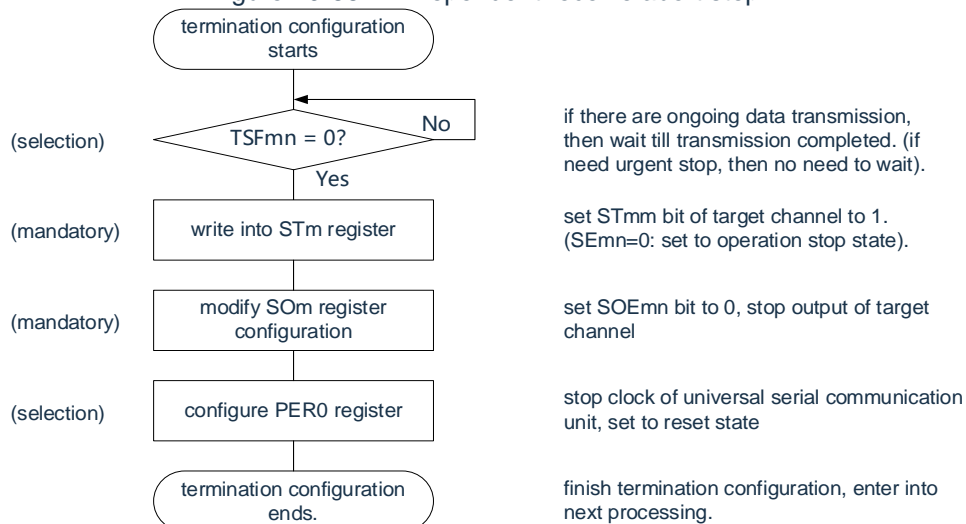 termination configuration
starts
(selection)
TSFmn = 0?
No
Yes
if there are ongoing data transmission,
then wait till transmission completed. (if
need urgent stop, then no need to wait).
(mandatory)
write into STm register
set STmm bit of target channel to 1.
(SEmn=0: set to operation stop state).
(mandatory)
modify SOm register
configuration
set SOEmn bit to 0, stop output of target
channel
(selection)
configure PER0 register
stop clock of universal serial communication
unit, set to reset state
termination configuration
ends.
finish termination configuration, enter into
next processing.